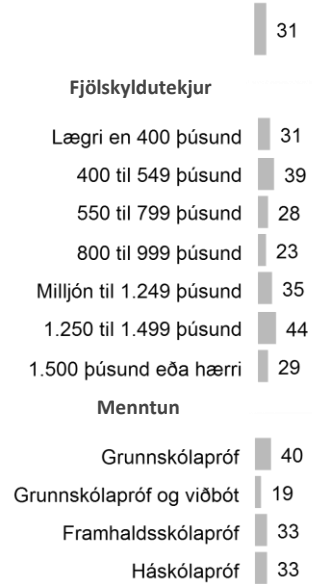 31
Fjölskyldutekjur
Lægri en 400 þúsund 31
400 til 549 þúsund 39
550 til 799 þúsund 28
800 til 999 þúsund 23
Milljón til 1.249 þúsund 35
1.250 til 1.499 þúsund 44
1.500 þúsund eða hærri 29
Menntun
Grunnskólapróf 40
Grunnskólapróf og viðbót 19
Framhaldsskólapróf 33
Háskólapróf 33